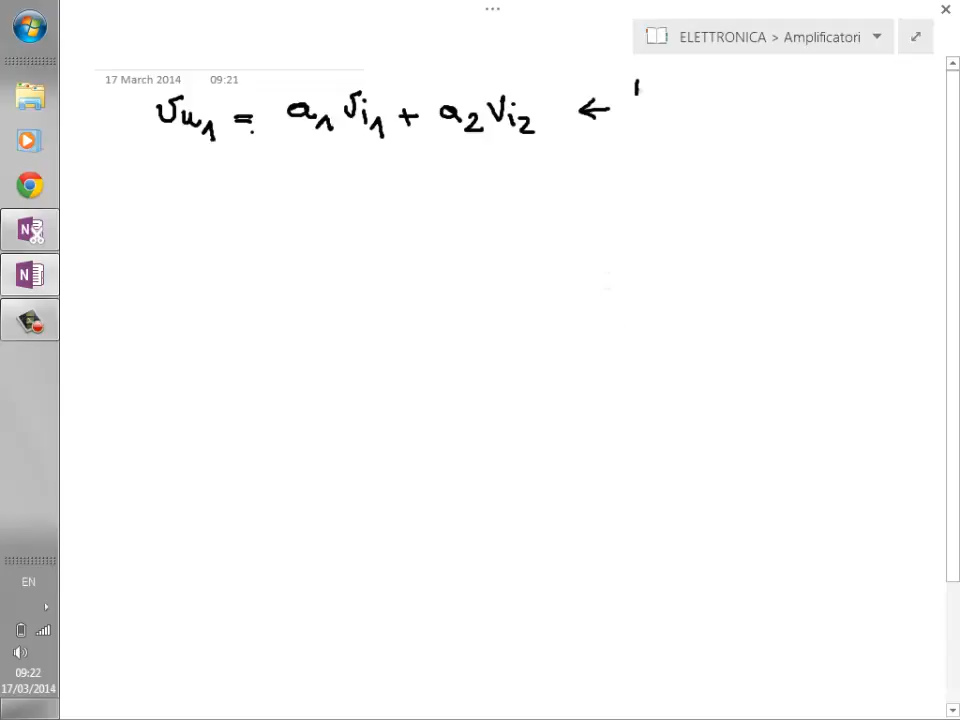 ELETTRONICA > Amplificatori
17 March 2014 09:21
vu1 = a1 vi1 + a2 vi2 ←
N
N
EN
09:22
17/03/2014